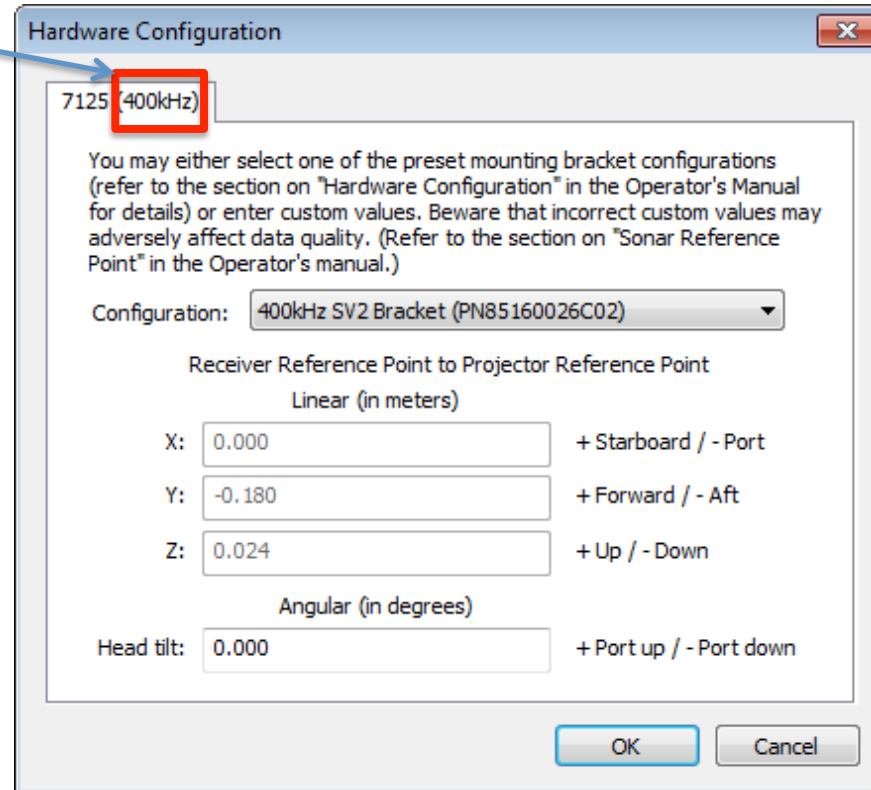 Hardware Configuration
7125 (400kHz)
You may either select one of the preset mounting bracket configurations
(refer to the section on "Hardware Configuration" in the Operator's Manual
for details) or enter custom values. Beware that incorrect custom values may
adversely affect data quality. (Refer to the section on "Sonar Reference
Point" in the Operator's manual.)
Configuration: 400kHz SV2 Bracket (PN85160026C02)
Receiver Reference Point to Projector Reference Point
Linear (in meters)
X: 0.000 + Starboard / - Port
Y: -0.180 + Forward / - Aft
Z: 0.024 + Up / - Down
Angular (in degrees)
Head tilt: 0.000 + Port up / - Port down
OK Cancel